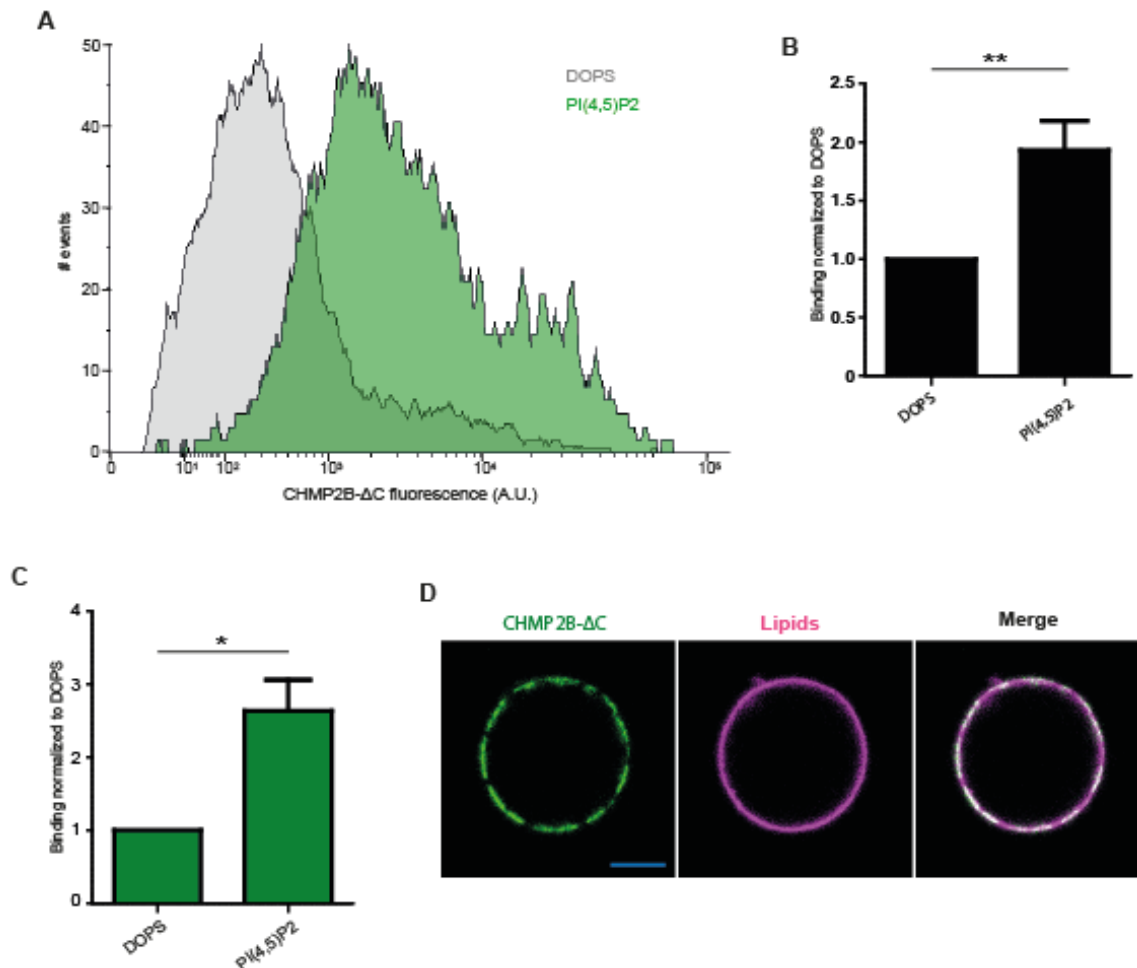 A
50
40
30
20
10
0
# events
0
10¹
10²
10³
10⁴
10⁵
CHMP2B-ΔC fluorescence (A.U.)
DOPS
PI(4,5)P2
B
**
2.5
2.0
1.5
1.0
0.5
0
Binding normalized to DOPS
DOPS
PI(4,5)P2
C
*
4
3
2
1
0
Binding normalized to DOPS
DOPS
PI(4,5)P2
D
CHMP2B-ΔC
Lipids
Merge